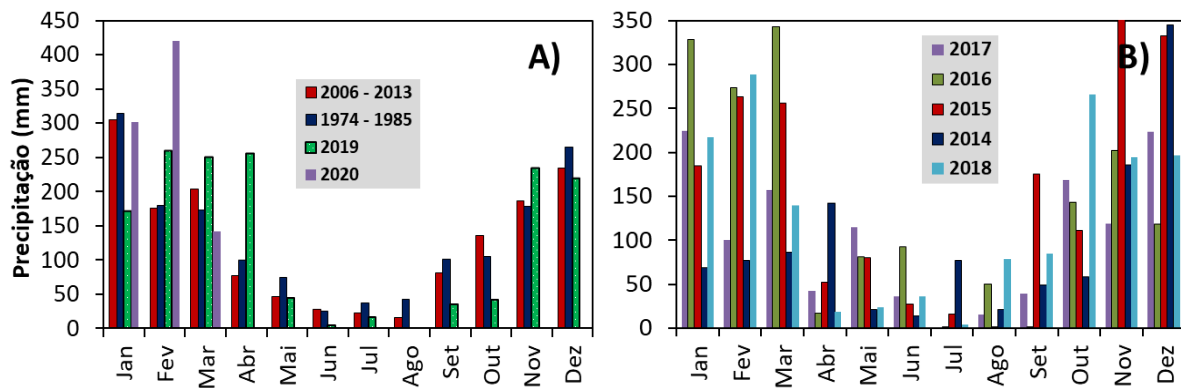 Precipitação (mm)
450
400
350
300
250
200
150
100
50
0
A)
2006 - 2013
1974 - 1985
2019
2020
Jan
Fev
Mar
Abr
Mai
Jun
Jul
Ago
Set
Out
Nov
Dez
350
300
250
200
150
100
50
0
B)
2017
2016
2015
2014
2018
Jan
Fev
Mar
Abr
Mai
Jun
Jul
Ago
Set
Out
Nov
Dez